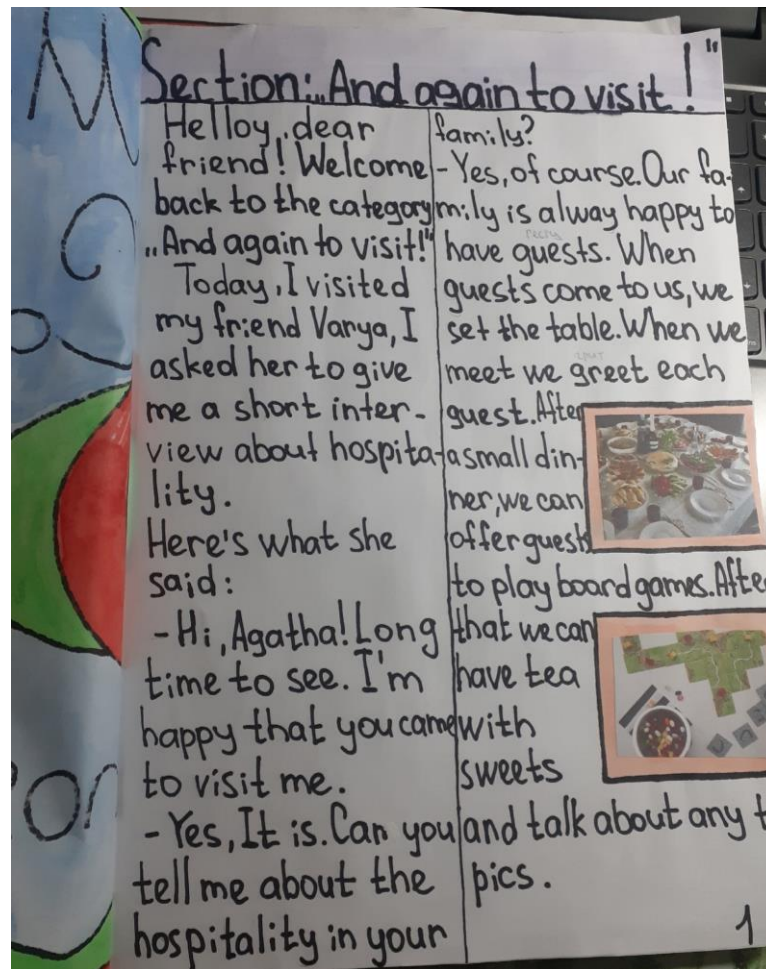 Section: „And again to visit!"
Helloy, dear
friend! Welcome
back to the category
„And again to visit!"
Today, I visited
my friend Varya, I
asked her to give
me a short inter-
view about hospita-
lity.
Here's what she
said:
-Hi, Agatha! Long
time to see. I'm
happy that you came
to visit me.
-Yes, It is. Can you
tell me about the
hospitality in your
family?
-Yes, of course. Our fa-
mily is alway happy to
have guests. When
guests come to us, we
set the table. When we
meet we greet each
guest. After
a small din-
ner, we can
offer guests
to play board games. Afte
that we can
have tea
with
sweets
and talk about any t
pics.
1